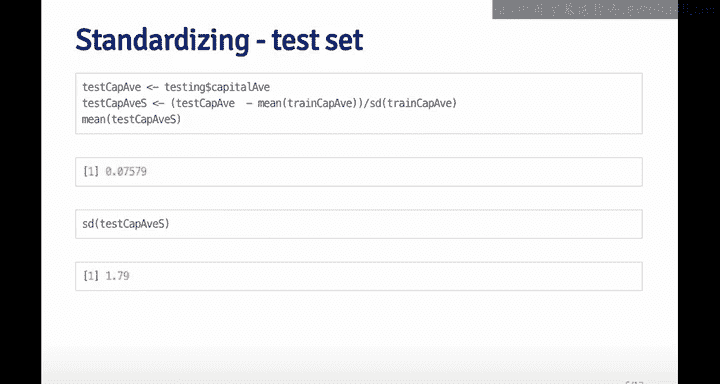 Standardizing - test set
testCapAve <- testing$capitalAve
testCapAveS <- (testCapAve  - mean(trainCapAve))/sd(trainCapAve)
mean(testCapAveS)
[1] 0.07579
sd(testCapAveS)
[1] 1.79